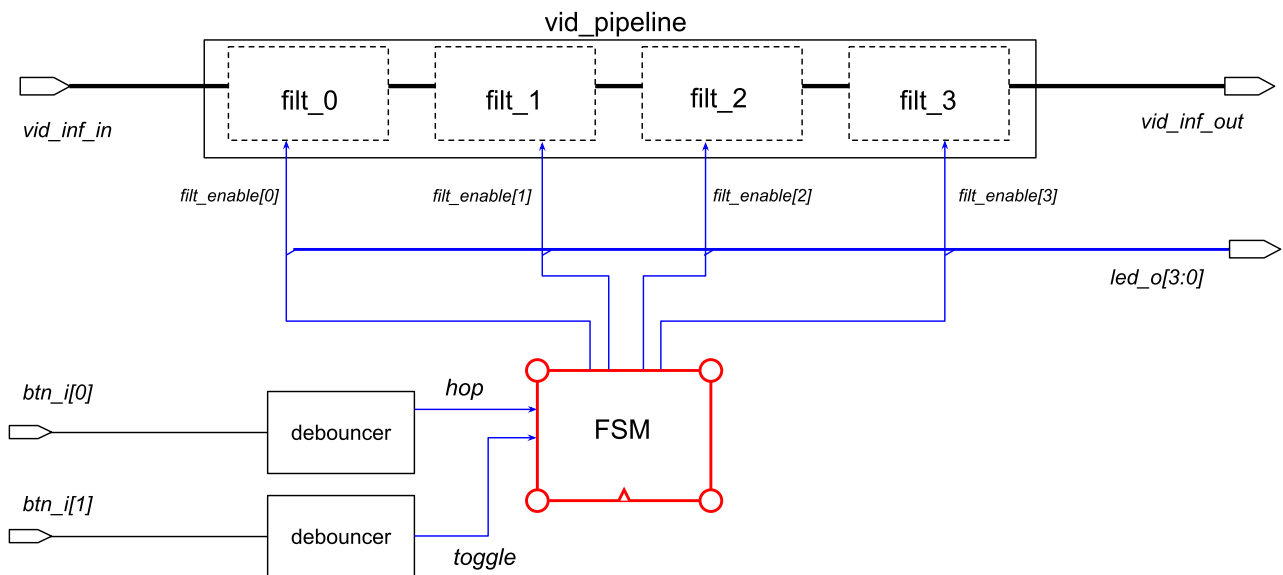 vid_pipeline
filt_0
filt_1
filt_2
filt_3
vid_inf_in
vid_inf_out
filt_enable[0]
filt_enable[1]
filt_enable[2]
filt_enable[3]
led_o[3:0]
btn_i[0]
hop
debouncer
FSM
btn_i[1]
debouncer
toggle